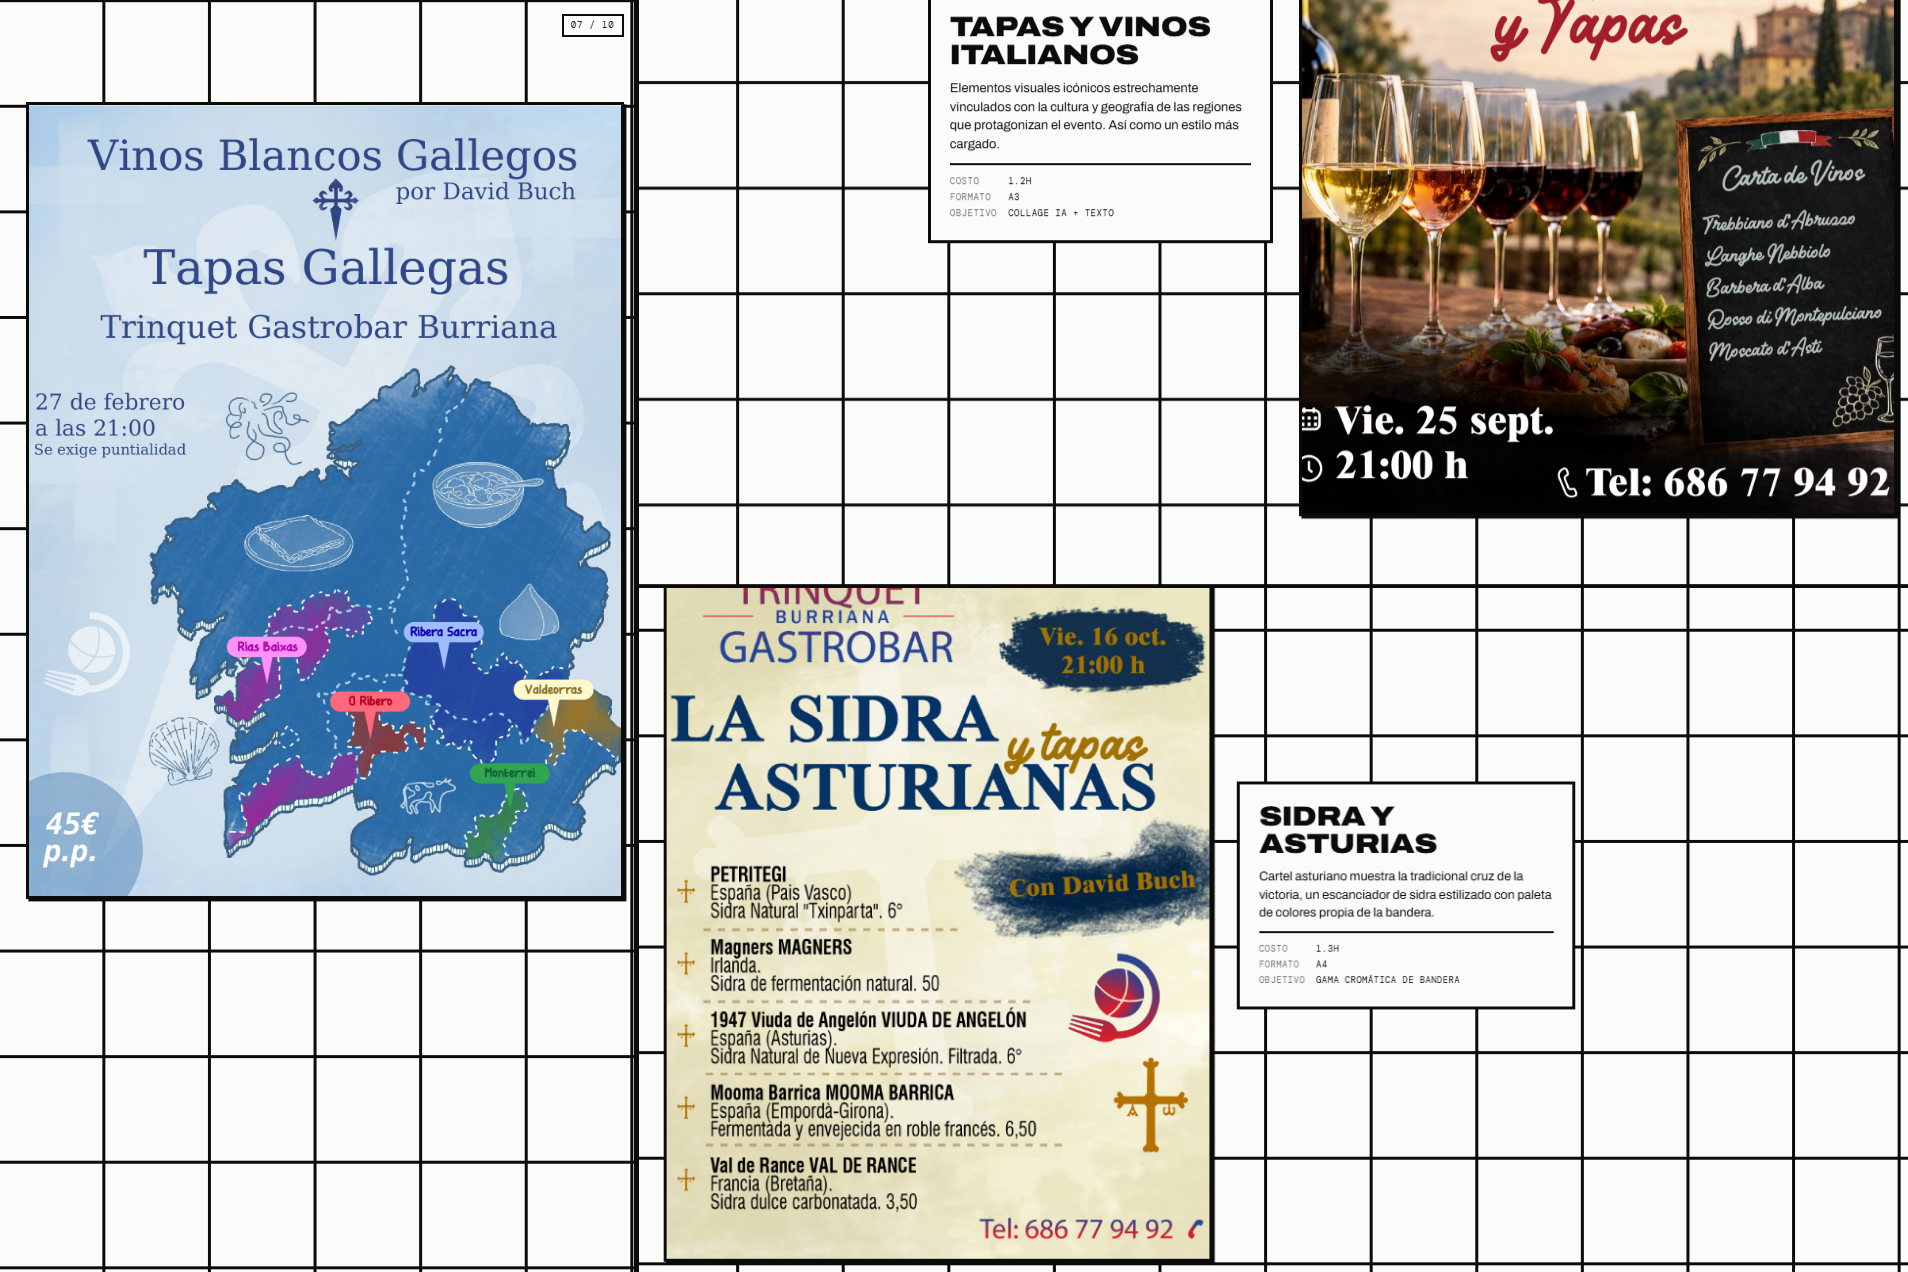 07 / 10
Vinos Blancos Gallegos
por David Buch
Tapas Gallegas
Trinquet Gastrobar Burriana
27 de febrero
a las 21:00
Se exige puntialidad
Rias Baixas
Ribera Sacra
O Ribero
Valdeorras
Monterrei
45€
p.p.
TAPAS Y VINOS
ITALIANOS
Elementos visuales icónicos estrechamente
vinculados con la cultura y geografía de las regiones
que protagonizan el evento. Así como un estilo más
cargado.
COSTO 1.2H
FORMATO A3
OBJETIVO COLLAGE IA + TEXTO
y Tapas
Carta de Vinos
Trebbiano d'Abruzzo
Langhe Nebbiolo
Barbera d'Alba
Rosso di Montepulciano
Moscato d'Asti
Vie. 25 sept.
21:00 h
Tel: 686 77 94 92
TRINQUET
BURRIANA
GASTROBAR
Vie. 16 oct.
21:00 h
LA SIDRA
y tapas
ASTURIANAS
Con David Buch
PETRITEGI
España (Pais Vasco)
Sidra Natural "Txinparta". 6°
Magners MAGNERS
Irlanda.
Sidra de fermentación natural. 50
1947 Viuda de Angelón VIUDA DE ANGELÓN
España (Asturias).
Sidra Natural de Nueva Expresión. Filtrada. 6°
Mooma Barrica MOOMA BARRICA
España (Empordà-Girona).
Fermentada y envejecida en roble francés. 6,50
Val de Rance VAL DE RANCE
Francia (Bretaña).
Sidra dulce carbonatada. 3,50
Tel: 686 77 94 92
SIDRA Y
ASTURIAS
Cartel asturiano muestra la tradicional cruz de la
victoria, un escanciador de sidra estilizado con paleta
de colores propia de la bandera.
COSTO 1.3H
FORMATO A4
OBJETIVO GAMA CROMÁTICA DE BANDERA